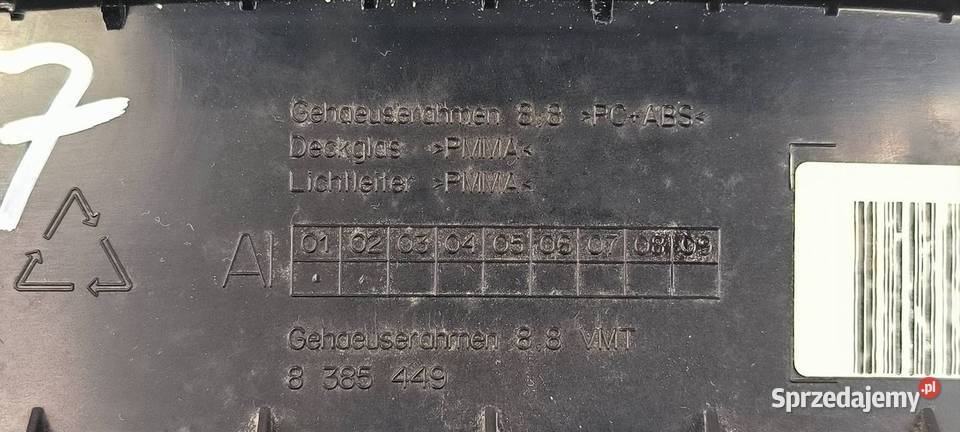 7
Gehaeuserahmen 8,8 >PC+ABS<
Deckglas >PMMA<
Lichtleiter >PMMA<
AI 01 02 03 04 05 06 07 08 09
Gehaeuserahmen 8,8 VMT
8 385 449
Sprzedajemy.pl